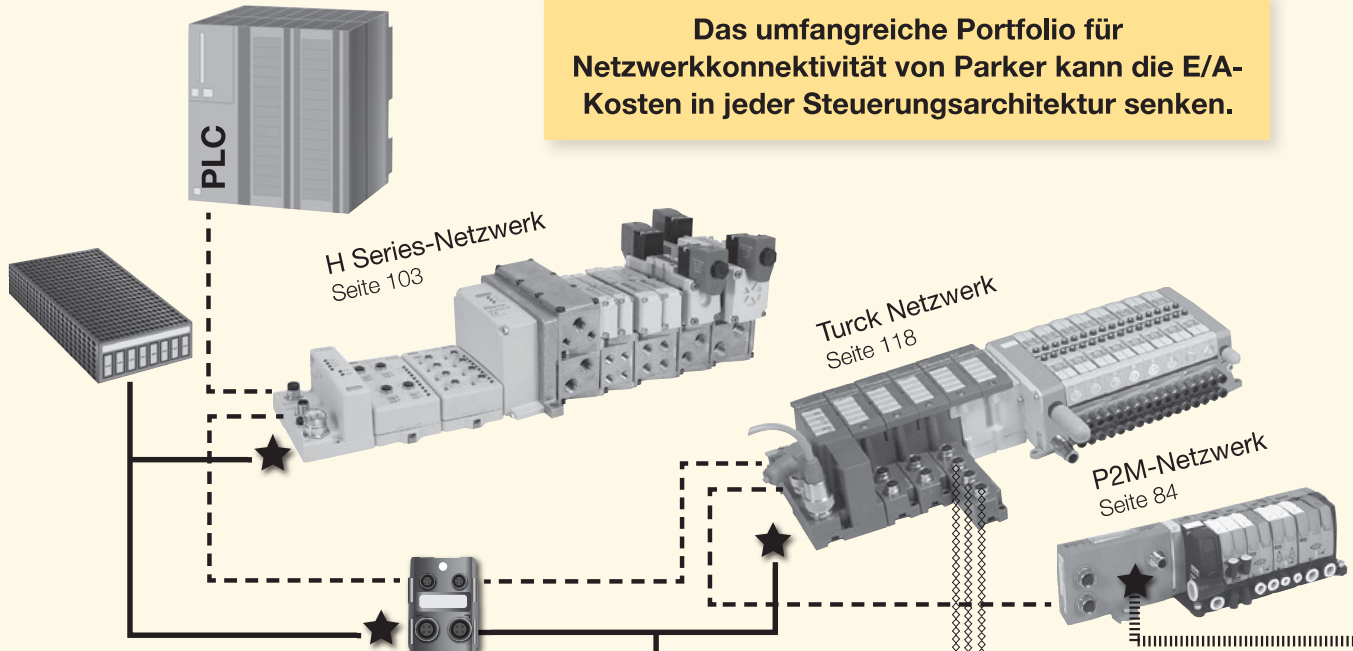 Das umfangreiche Portfolio für
Netzwerkkonnektivität von Parker kann die E/A-
Kosten in jeder Steuerungsarchitektur senken.
PLC
H Series-Netzwerk
Seite 103
Turck Netzwerk
Seite 118
P2M-Netzwerk
Seite 84